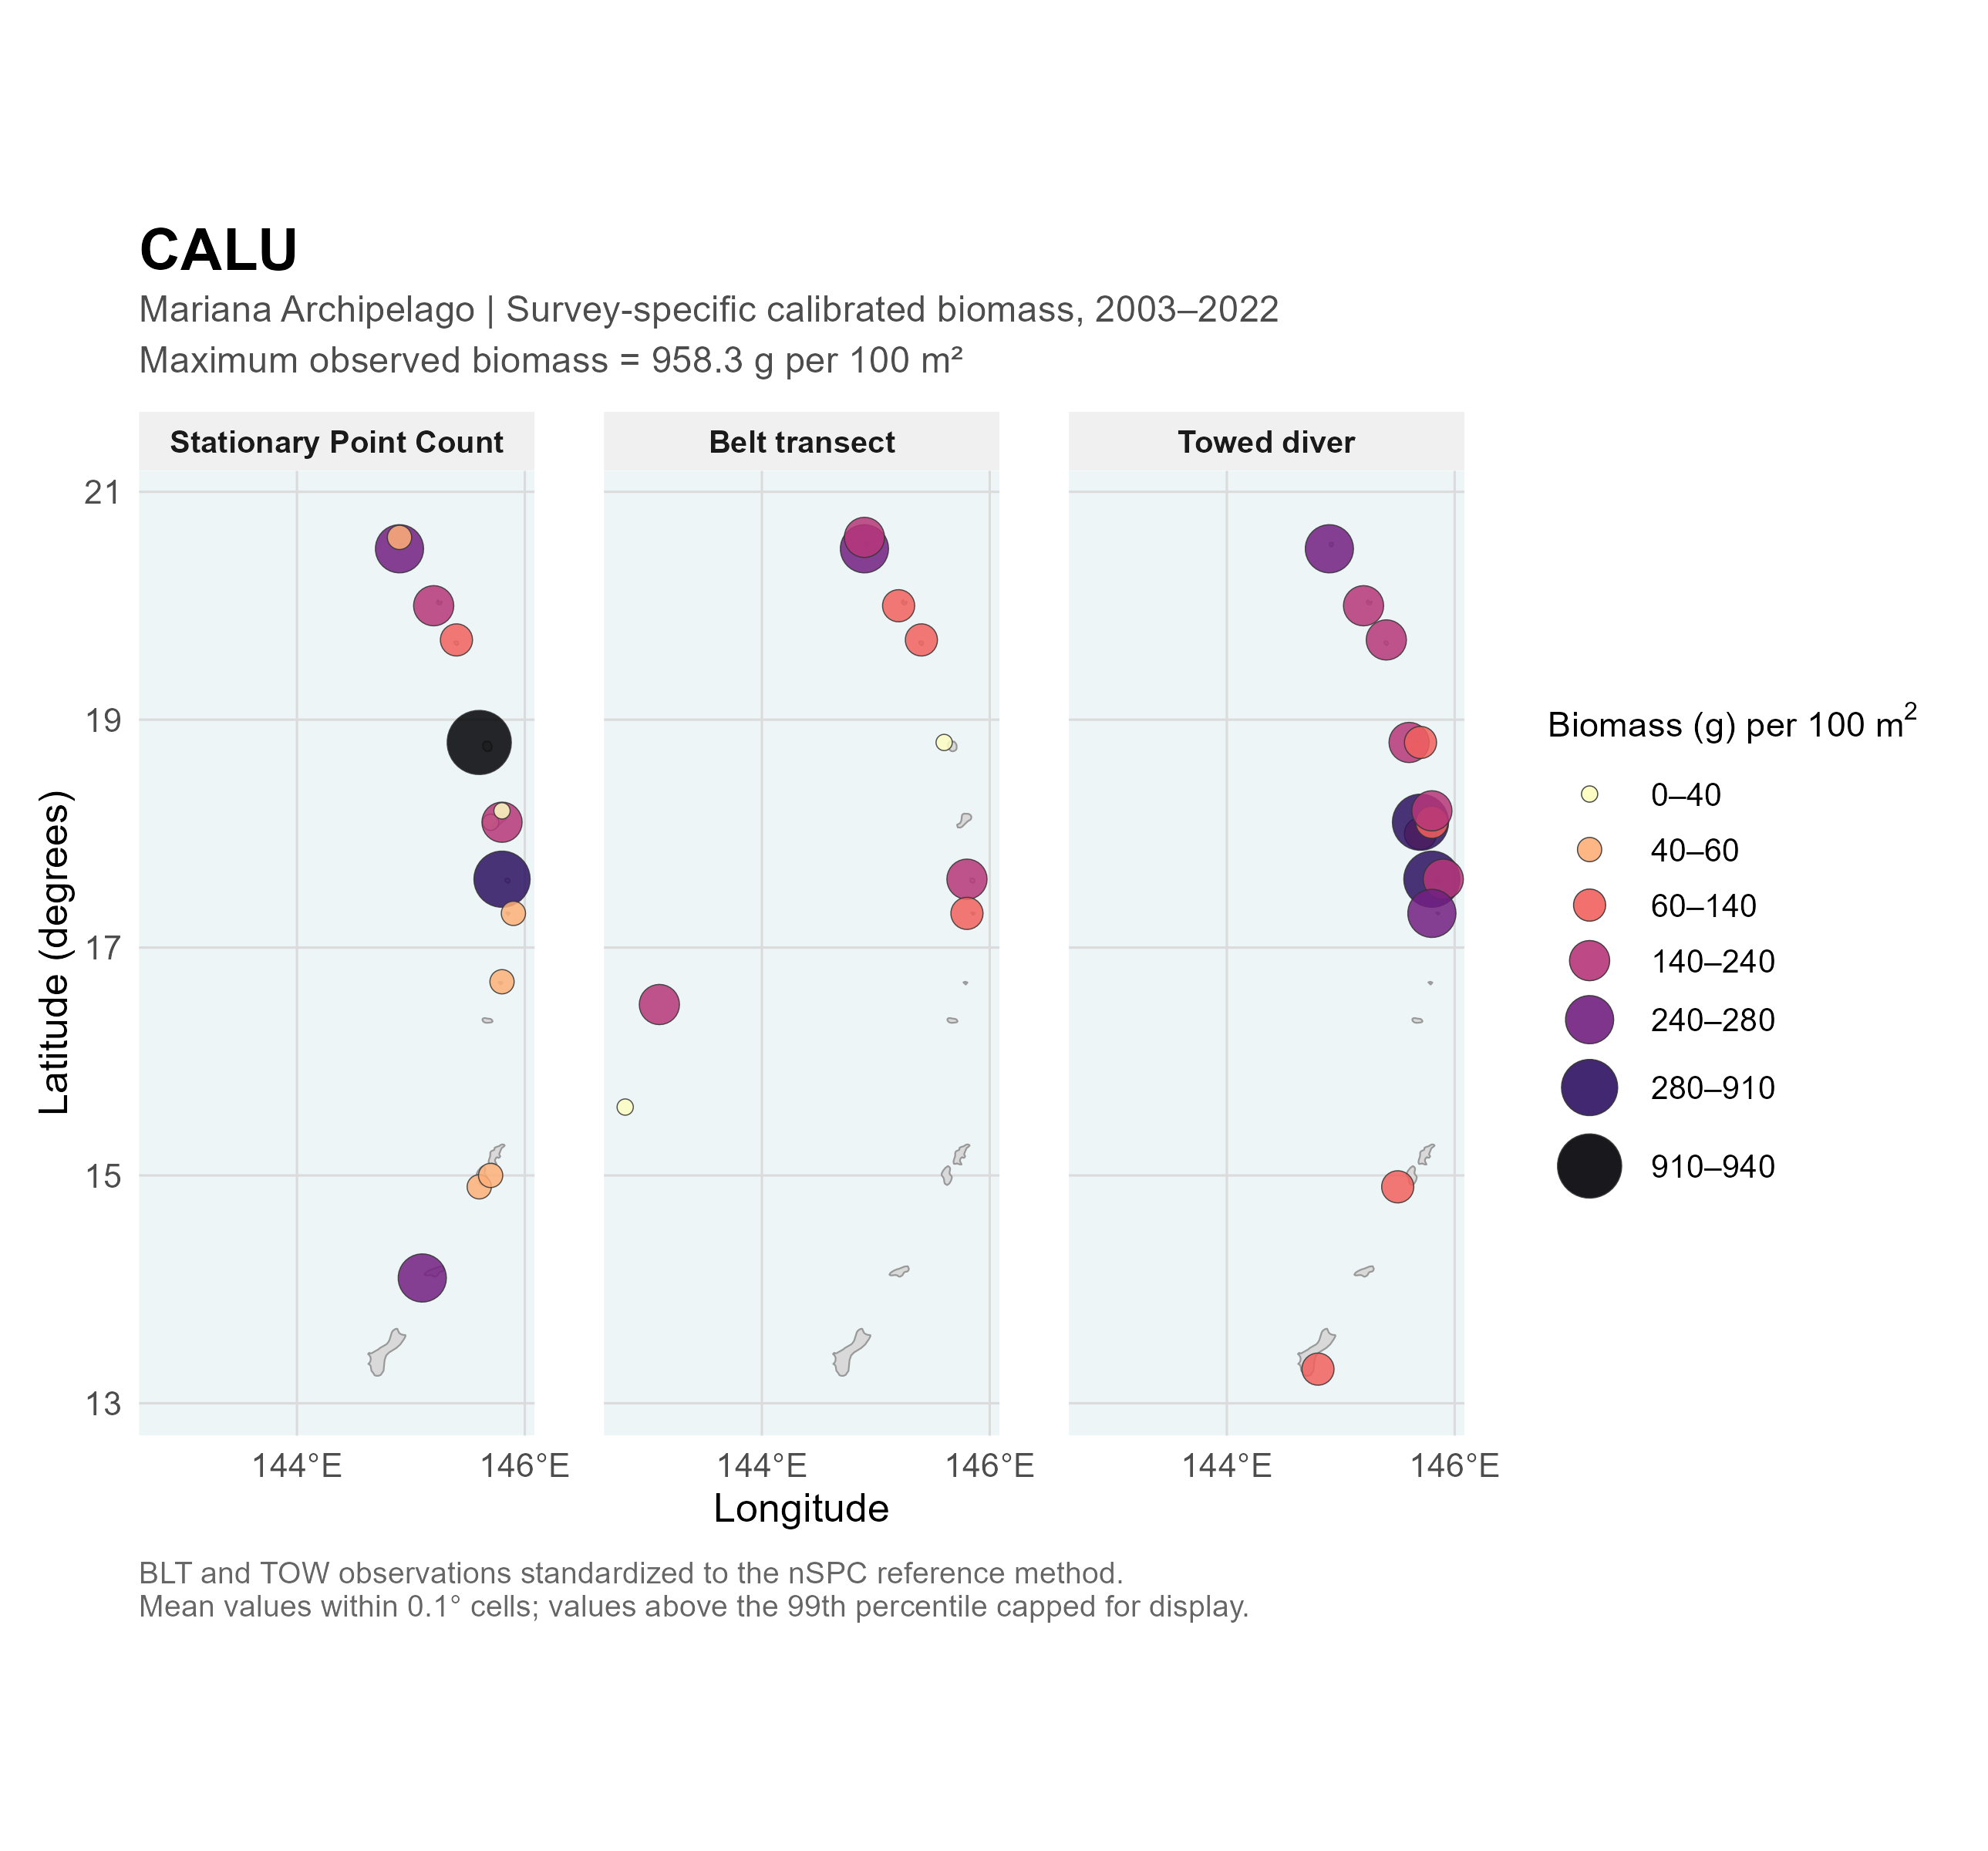 CALU
Mariana Archipelago | Survey-specific calibrated biomass, 2003–2022
Maximum observed biomass = 958.3 g per 100 m²
Stationary Point Count
Belt transect
Towed diver
21
19
17
15
13
Latitude (degrees)
144°E
146°E
144°E
146°E
144°E
146°E
Longitude
Biomass (g) per 100 m²
0–40
40–60
60–140
140–240
240–280
280–910
910–940
BLT and TOW observations standardized to the nSPC reference method.
Mean values within 0.1° cells; values above the 99th percentile capped for display.